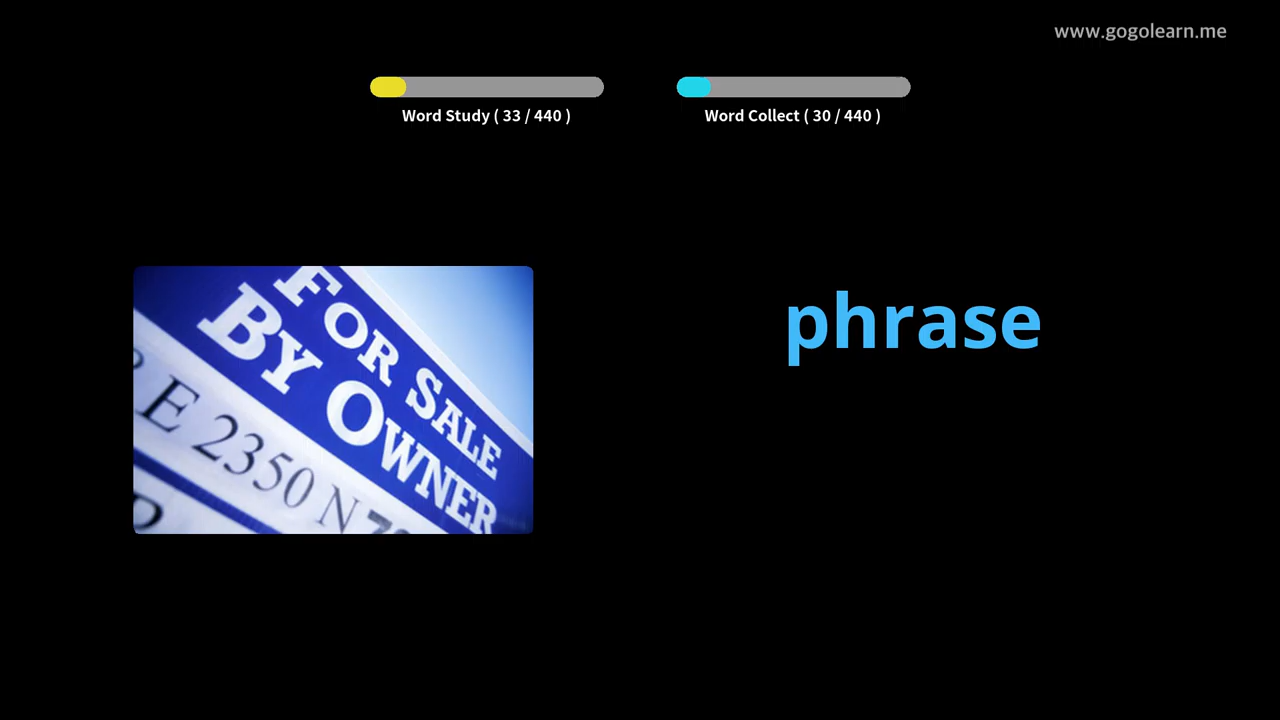 www.gogolearn.me
Word Study ( 33 / 440 )
Word Collect ( 30 / 440 )
FOR SALE
BY OWNER
E 2350 N
phrase